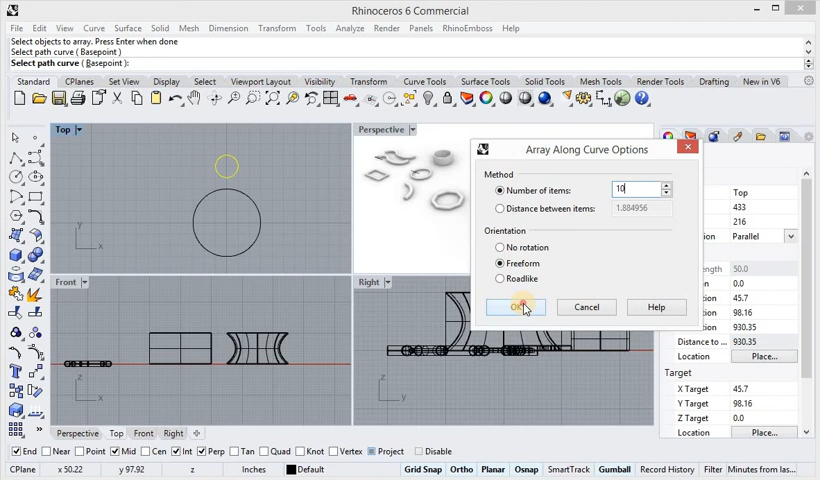 Rhinoceros 6 Commercial
File Edit View Curve Surface Solid Mesh Dimension Transform Tools Analyze Render Panels RhinoEmboss Help
Select objects to array. Press Enter when done
Select path curve ( Basepoint )
Select path curve ( Basepoint ):
Standard CPlanes Set View Display Select Viewport Layout Visibility Transform Curve Tools Surface Tools Solid Tools Mesh Tools Render Tools Drafting New in V6
Top
Perspective
Array Along Curve Options
Method
Number of items: 10
Distance between items: 1.884956
Orientation
No rotation
Freeform
Roadlike
OK Cancel Help
Top
433
216
Parallel
50.0
0.0
45.7
98.16
930.35
Distance to ... 930.35
Location Place...
Target
X Target 45.7
Y Target 98.16
Z Target 0.0
Location Place...
y
x
Front
Right
z
x
z
y
Perspective Top Front Right
End Near Point Mid Cen Int Perp Tan Quad Knot Vertex Project Disable
CPlane x 50.22 y 97.92 z Inches Default Grid Snap Ortho Planar Osnap SmartTrack Gumball Record History Filter Minutes from las...